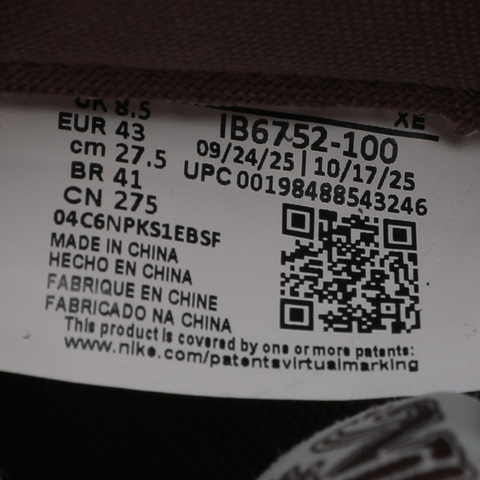 UK 8.5
EUR 43
cm 27.5
BR 41
CN 275
04C6NPKS1EBSF
MADE IN CHINA
HECHO EN CHINA
FABRIQUE EN CHINE
FABRICADO NA CHINA
XE
IB6752-100
09/24/25 | 10/17/25
UPC 00198488543246
This product is covered by one or more patents:
www.nike.com/patentsvirtualmarking